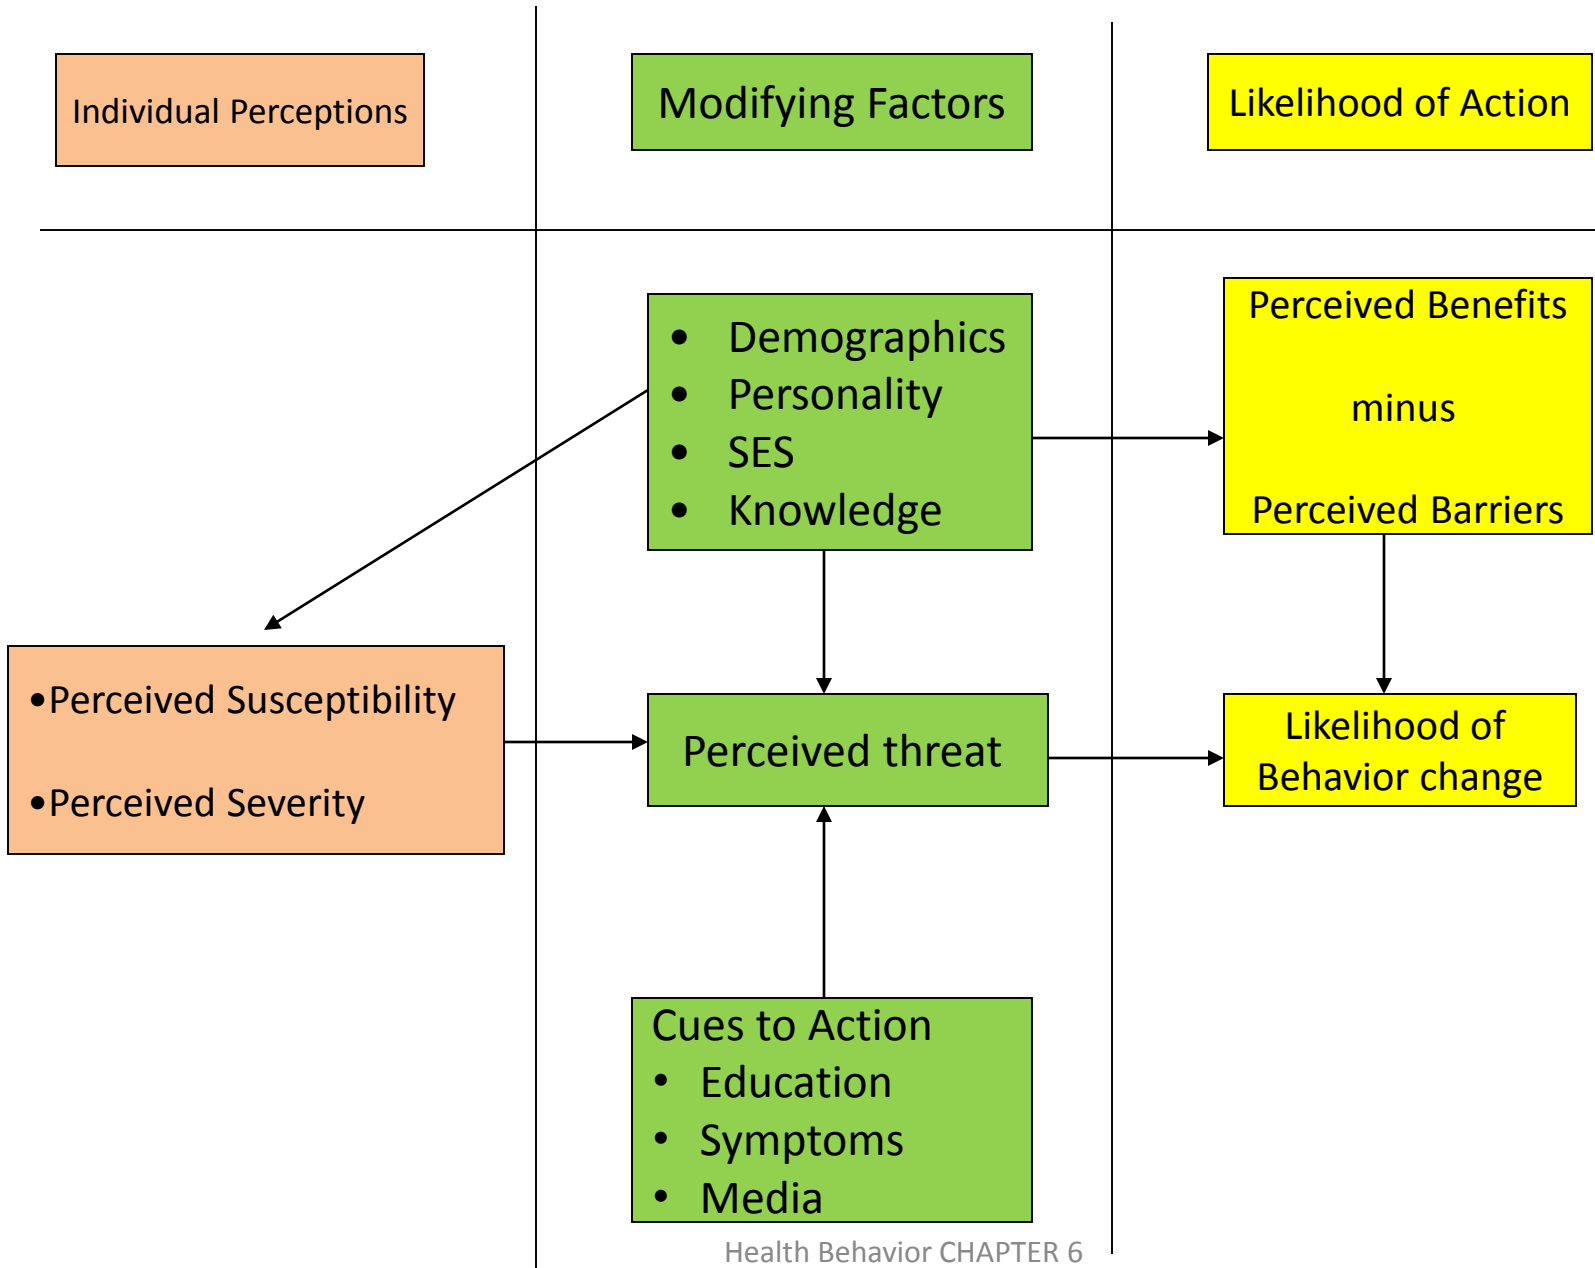 Individual Perceptions
Modifying Factors
Likelihood of Action
• Demographics
• Personality
• SES
• Knowledge
Perceived Benefits
minus
Perceived Barriers
•Perceived Susceptibility
•Perceived Severity
Perceived threat
Likelihood of
Behavior change
Cues to Action
• Education
• Symptoms
• Media
Health Behavior CHAPTER 6